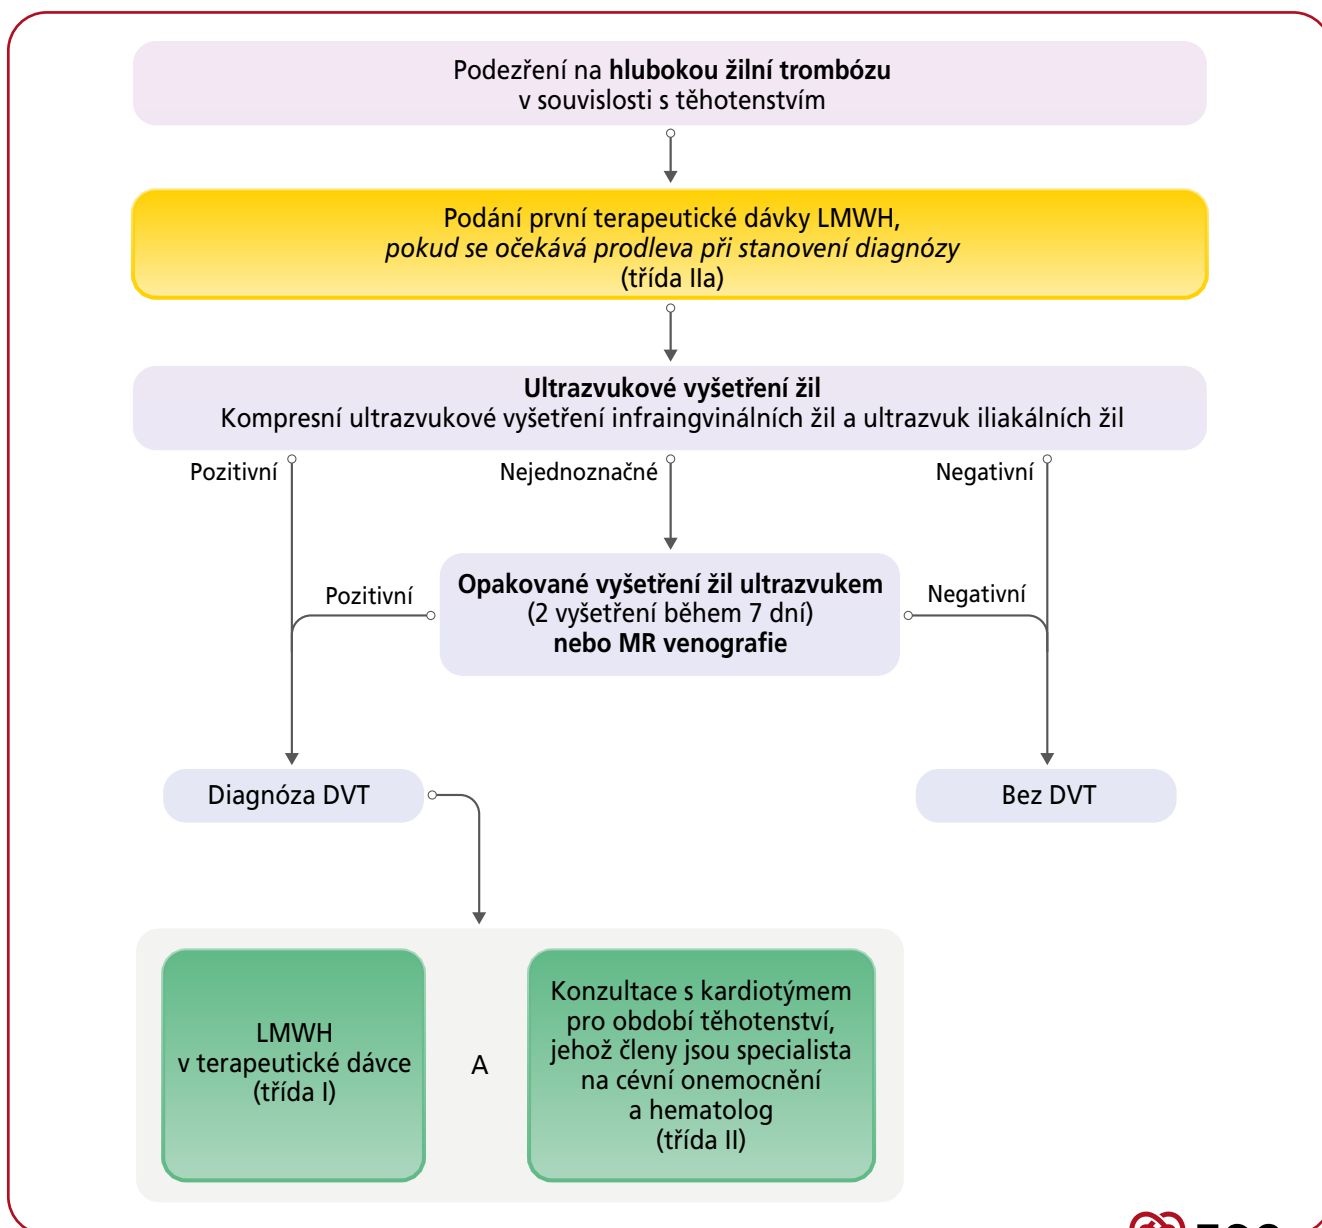 Podezření na hlubokou žilní trombózu
v souvislosti s těhotenstvím
Podání první terapeutické dávky LMWH,
pokud se očekává prodleva při stanovení diagnózy
(třída IIa)
Ultrazvukové vyšetření žil
Kompresní ultrazvukové vyšetření infraingvinálních žil a ultrazvuk iliakálních žil
Pozitivní
Nejednoznačné
Negativní
Pozitivní
Opakované vyšetření žil ultrazvukem
(2 vyšetření během 7 dní)
nebo MR venografie
Negativní
Diagnóza DVT
Bez DVT
LMWH
v terapeutické dávce
(třída I)
A
Konzultace s kardiotýmem
pro období těhotenství,
jehož členy jsou specialista
na cévní onemocnění
a hematolog
(třída II)